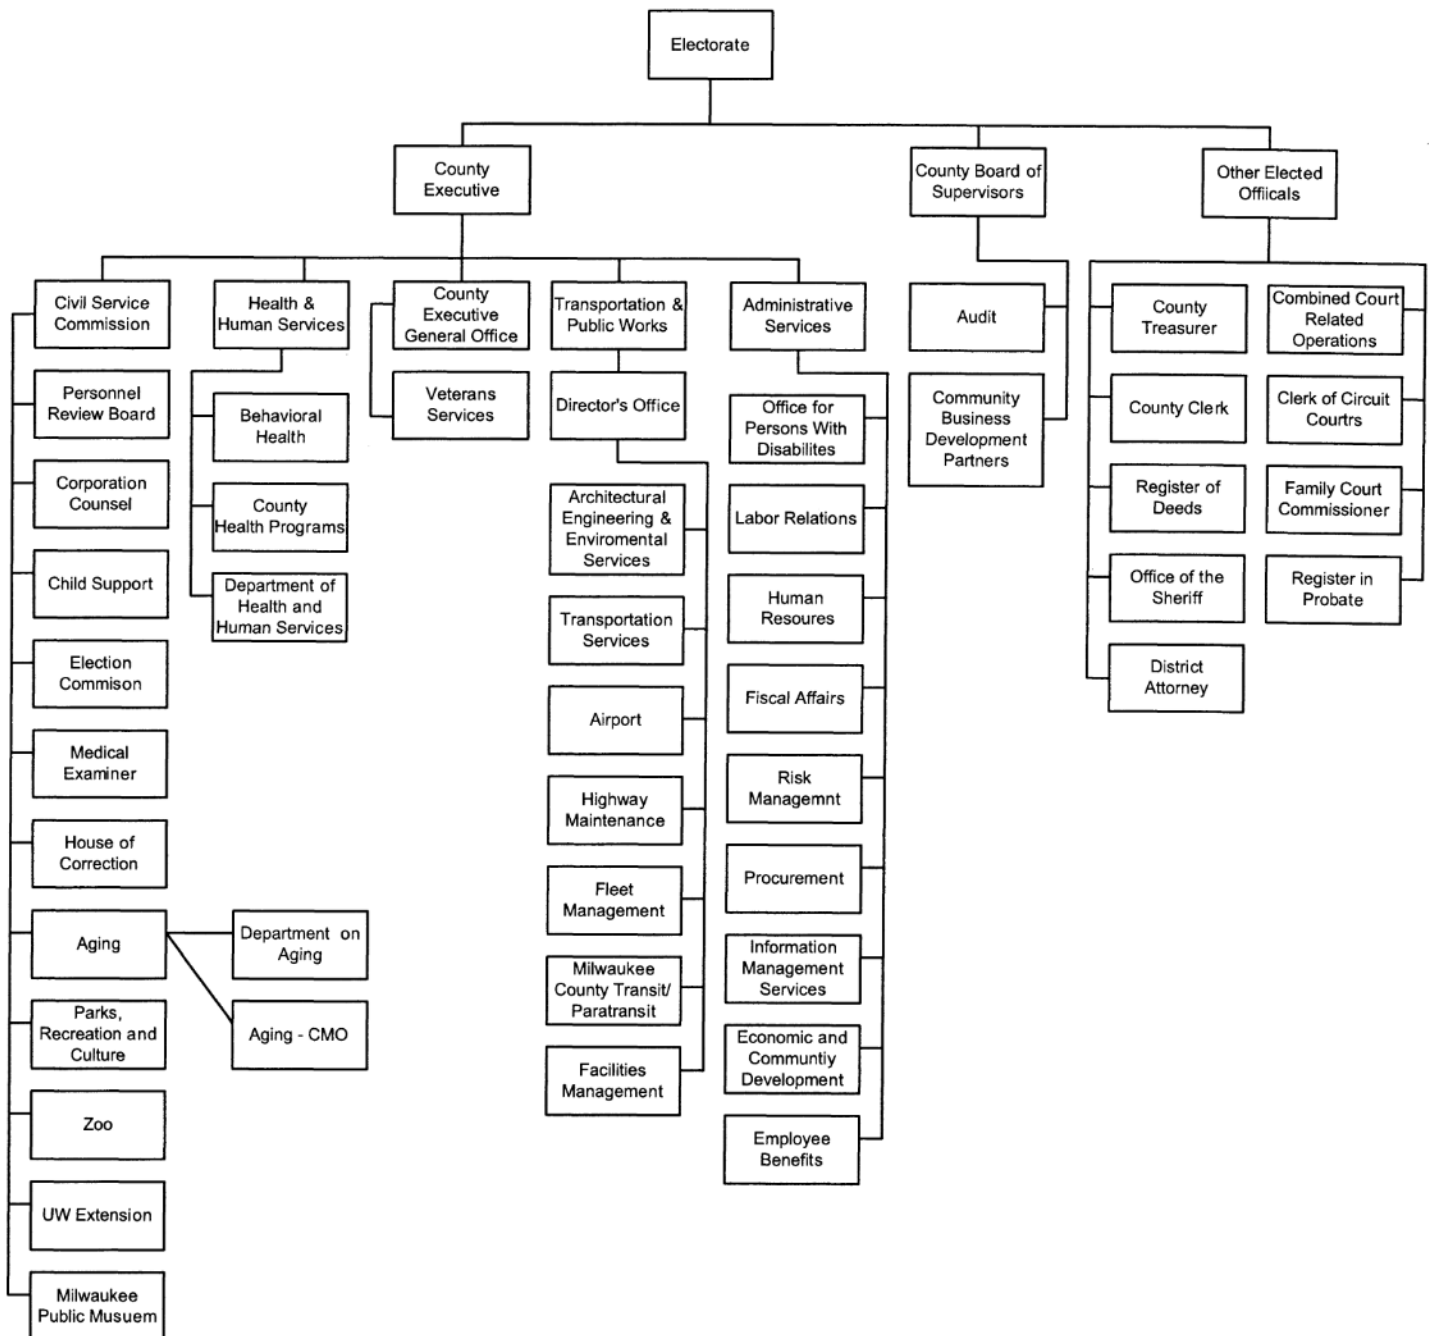 Electorate
County
Executive
County Board of
Supervisors
Other Elected
Offiicals
Civil Service
Commission
Health &
Human Services
County
Executive
General Office
Transportation &
Public Works
Administrative
Services
Audit
County
Treasurer
Combined Court
Related
Operations
Personnel
Review Board
Behavioral
Health
Veterans
Services
Director's Office
Office for
Persons With
Disabilites
Community
Business
Development
Partners
County Clerk
Clerk of Circuit
Courtrs
Corporation
Counsel
County
Health Programs
Architectural
Engineering &
Enviromental
Services
Labor Relations
Register of
Deeds
Family Court
Commissioner
Child Support
Department of
Health and
Human Services
Transportation
Services
Human
Resoures
Office of the
Sheriff
Register in
Probate
Election
Commison
Airport
Fiscal Affairs
District
Attorney
Medical
Examiner
Highway
Maintenance
Risk
Managemnt
House of
Correction
Fleet
Management
Procurement
Aging
Department on
Aging
Milwaukee
County Transit/
Paratransit
Information
Management
Services
Parks,
Recreation and
Culture
Aging - CMO
Facilities
Management
Economic and
Communtiy
Development
Zoo
Employee
Benefits
UW Extension
Milwaukee
Public Musuem